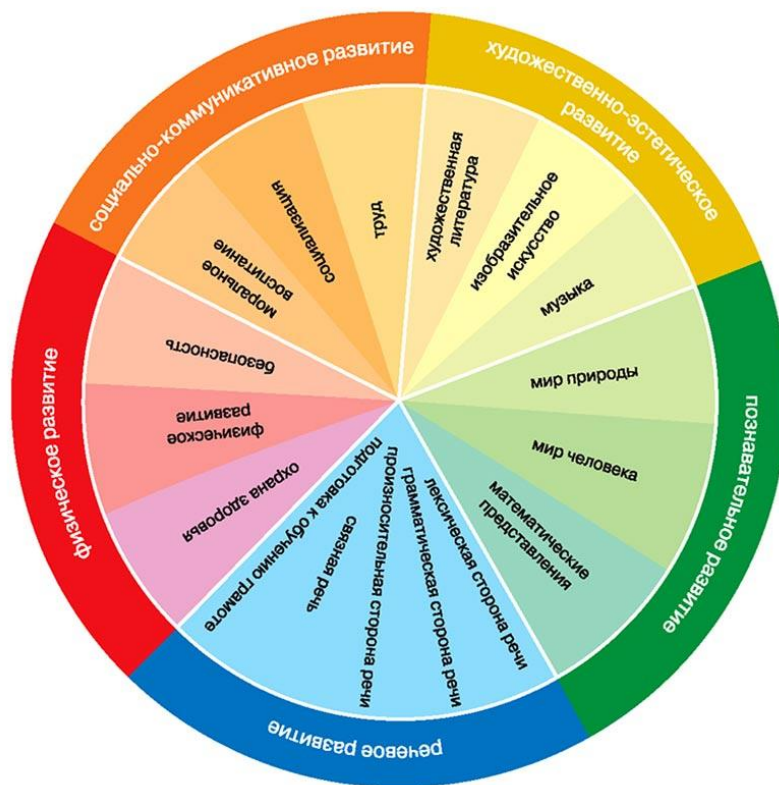 социально-коммуникативное развитие
художественно-эстетическое
развитие
познавательное развитие
речевое развитие
физическое развитие
труд
социализация
моральное
воспитание
художественная
литература
изобразительное
искусство
музыка
мир природы
мир человека
математические
представления
лексическая сторона речи
грамматическая сторона речи
произносительная сторона речи
связная речь
подготовка к обучению грамоте
охрана здоровья
физическое
развитие
безопасность